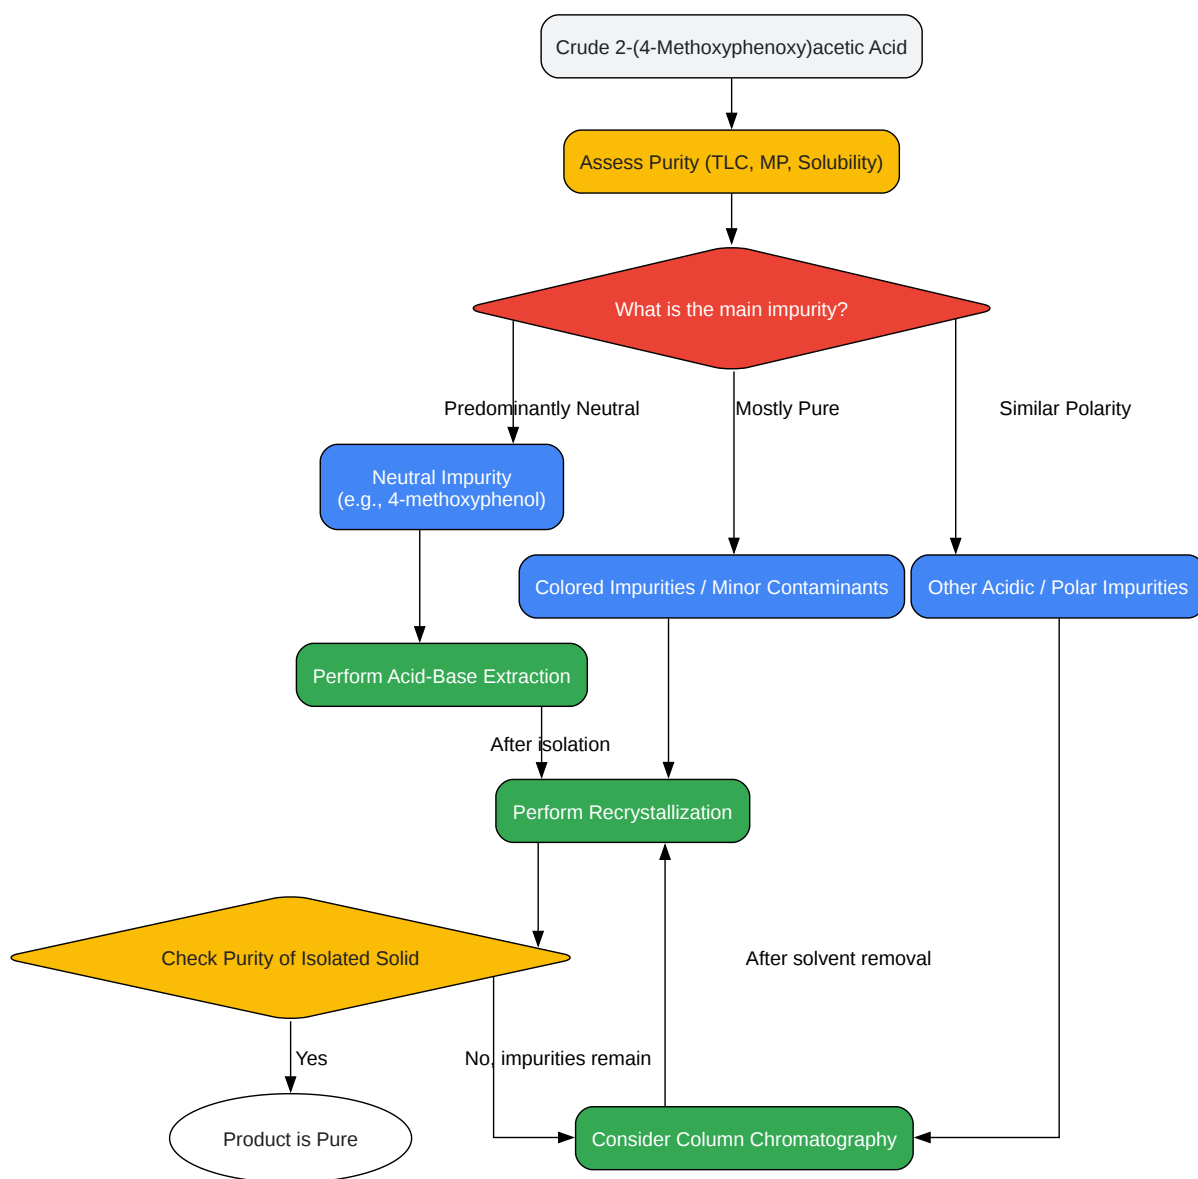 Crude 2-(4-Methoxyphenoxy)acetic Acid
Assess Purity (TLC, MP, Solubility)
What is the main impurity?
Predominantly Neutral
Mostly Pure
Similar Polarity
Neutral Impurity
(e.g., 4-methoxyphenol)
Colored Impurities / Minor Contaminants
Other Acidic / Polar Impurities
Perform Acid-Base Extraction
After isolation
Perform Recrystallization
Check Purity of Isolated Solid
After solvent removal
Yes
No, impurities remain
Product is Pure
Consider Column Chromatography